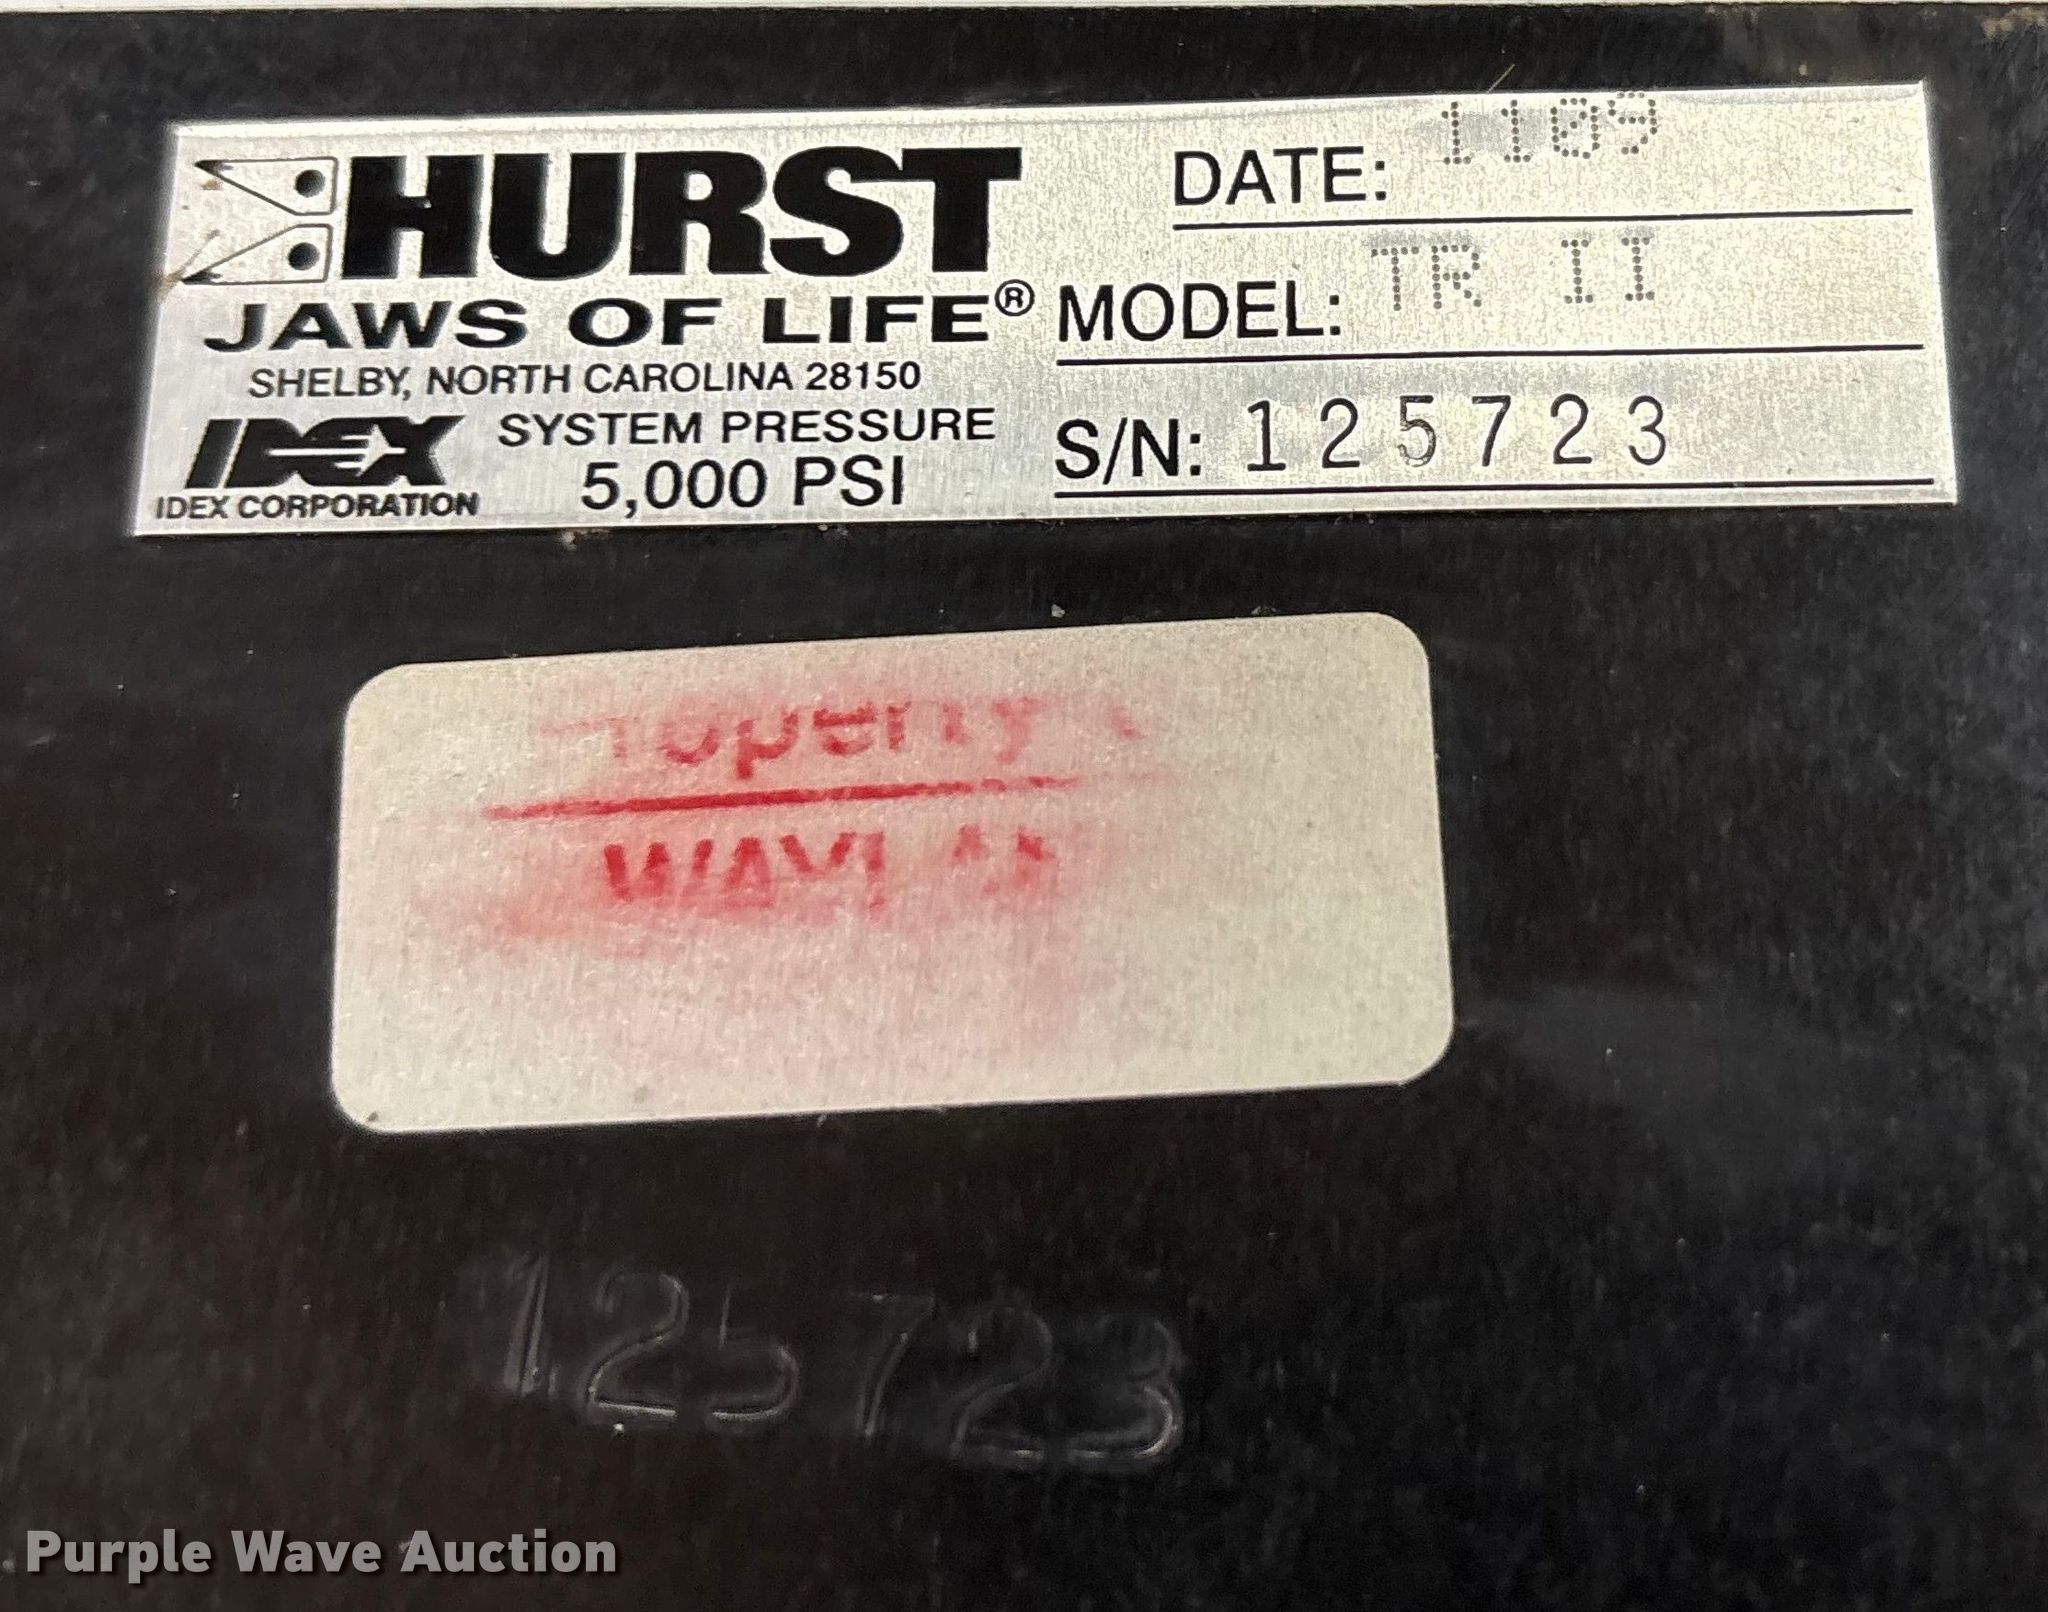 HURST
JAWS OF LIFE®
SHELBY, NORTH CAROLINA 28150
IDEX
IDEX CORPORATION
SYSTEM PRESSURE
5,000 PSI
DATE: 1109
MODEL: TR II
S/N: 125723
Property
125723
Purple Wave Auction